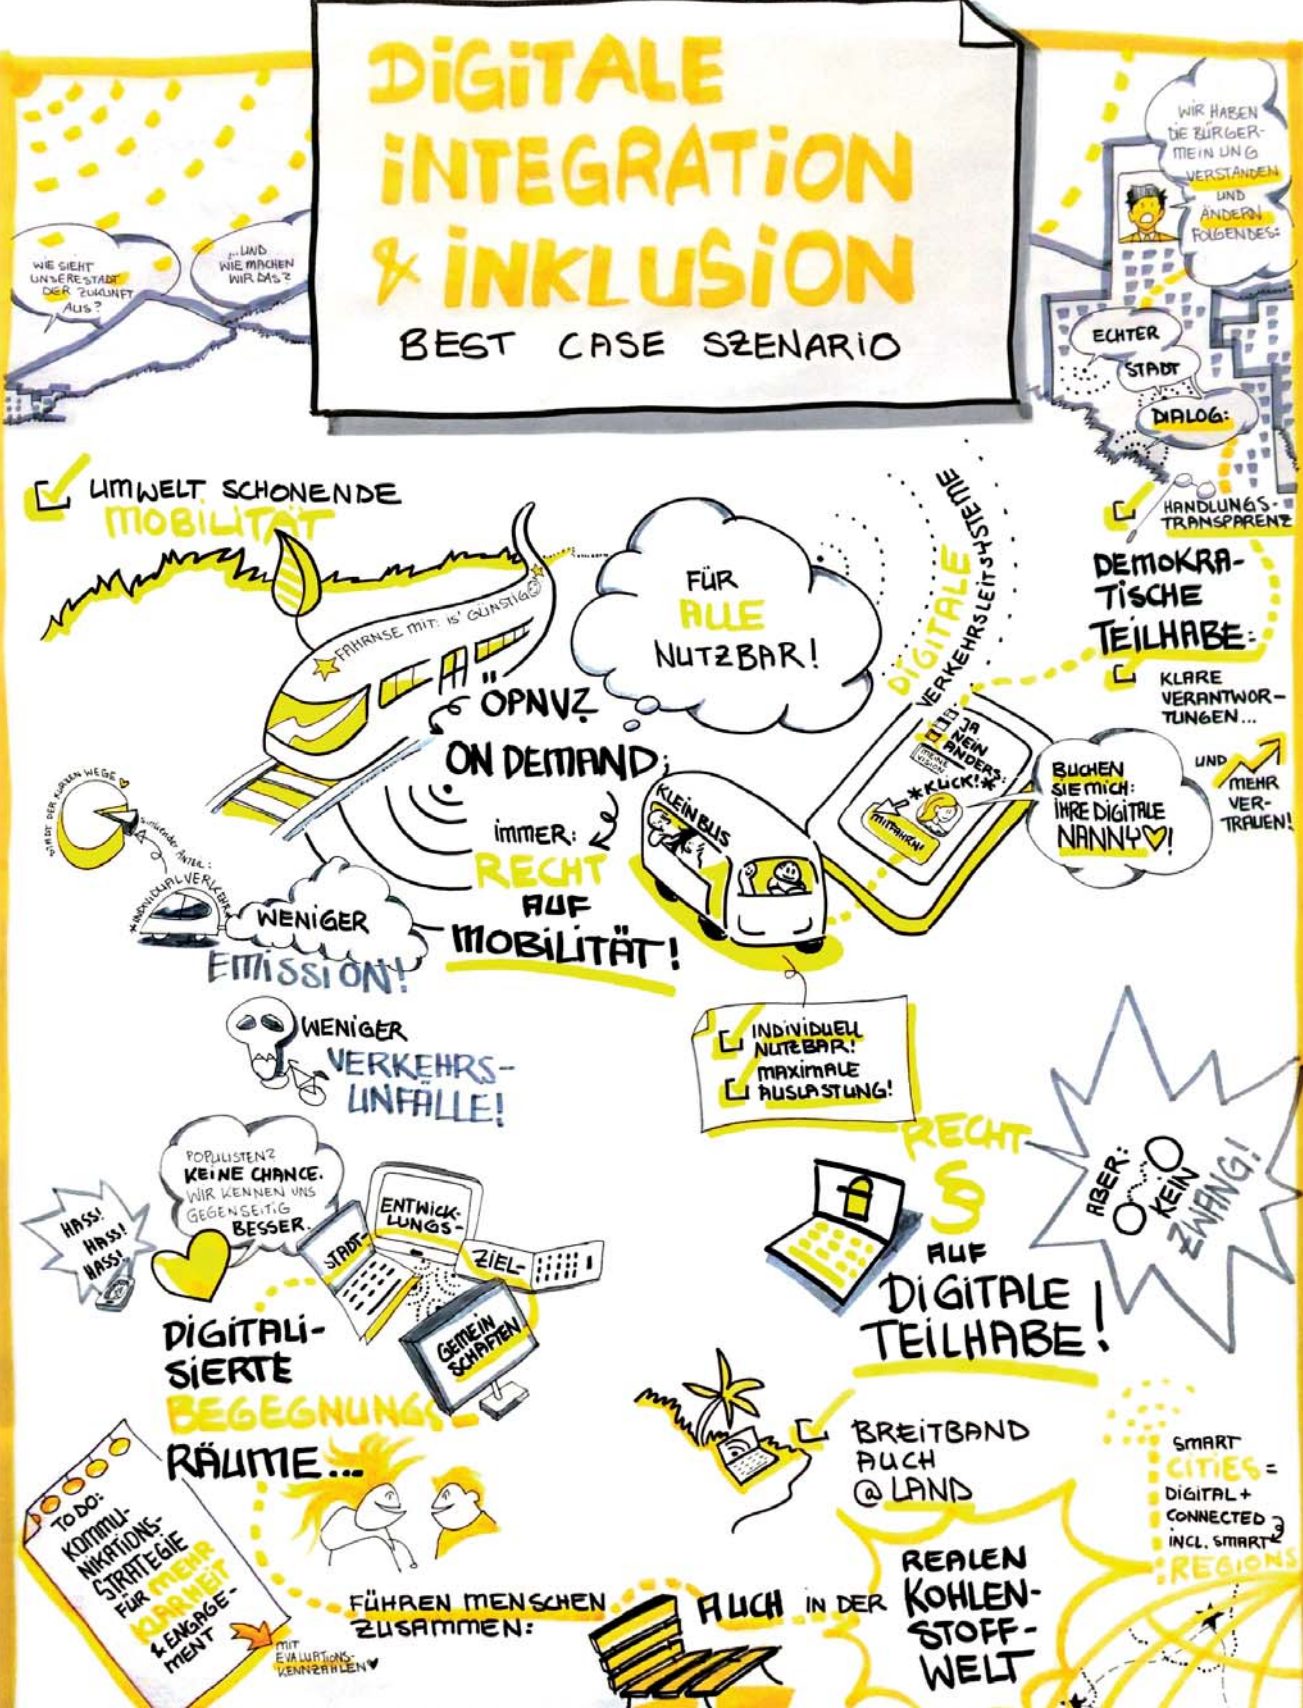 DiGiTALE
iNTEGRATiON
& iNKLUSiON
BEST CASE SZENARiO
WIE SIEHT
UNSERE STADT
DER ZUKUNFT
AUS?
...UND
WIE MACHEN
WIR DAS?
WIR HABEN
DIE BÜRGER-
MEINUNG
VERSTANDEN
UND
ÄNDERN
FOLGENDES:
ECHTER
STADT
DIALOG:
HANDLUNGS-
TRANSPARENZ
DEMOKRA-
TiSCHE
TEiLHABE:
KLARE
VERANTWOR-
TUNGEN...
UND
MEHR
VER-
TRAUEN!
UMWELT SCHONENDE
MOBiLiTÄT
FAHRNSE MIT: IS' GÜNSTIG
FÜR
ALLE
NUTZBAR!
DiGiTALE
VERKEHRSLEITSYSTEME
ÖPNV?
ON DEMAND:
iMMER:
RECHT
AUF
MOBiLiTÄT!
KLEINBUS
JA
NEIN
ANDERS:
MEINE
VISION
*KLICK!*
MITFAHREN!
BUCHEN
SIE MICH:
IHRE DIGITALE
NANNY♡!
STADT DER KURZEN WEGE
ANTEIL:
*INDIVIDUALVERKEHR
WENiGER
EMiSSiON!
WENiGER
VERKEHRS-
UNFÄLLE!
INDIVIDUELL
NUTZBAR!
MAXIMALE
AUSLASTUNG!
RECHT
§
AUF
DiGiTALE
TEiLHABE!
ABER:
KEIN
ZWANG!
POPULISTEN?
KEINE CHANCE.
WIR KENNEN UNS
GEGENSEITIG
BESSER.
HASS!
HASS!
HASS!
STADT-
ENTWICK-
LUNGS-
ZIEL-
GEMEIN
SCHAFTEN
DiGiTALi-
SiERTE
BEGEGNUNGS-
RÄUME...
TO DO:
KOMMU-
NIKATIONS-
STRATEGIE
FÜR MEHR
KLARHEIT
& ENGAGE-
MENT
MIT
EVALUATIONS-
KENNZAHLEN♥
FÜHREN MENSCHEN
ZUSAMMEN:
AUCH IN DER
REALEN
KOHLEN-
STOFF-
WELT
BREiTBAND
AUCH
@ LAND
SMART
CITIES =
DIGITAL +
CONNECTED
INCL. SMART
REGIONS